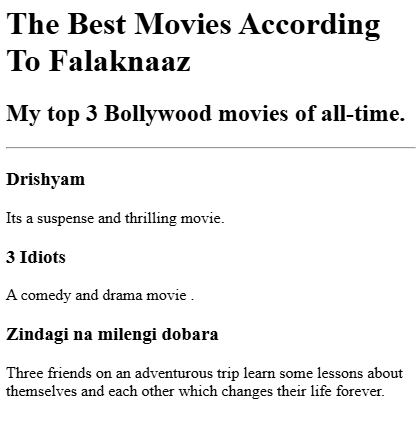 The Best Movies According
To Falaknaaz
My top 3 Bollywood movies of all-time.
Drishyam
Its a suspense and thrilling movie.
3 Idiots
A comedy and drama movie .
Zindagi na milengi dobara
Three friends on an adventurous trip learn some lessons about
themselves and each other which changes their life forever.